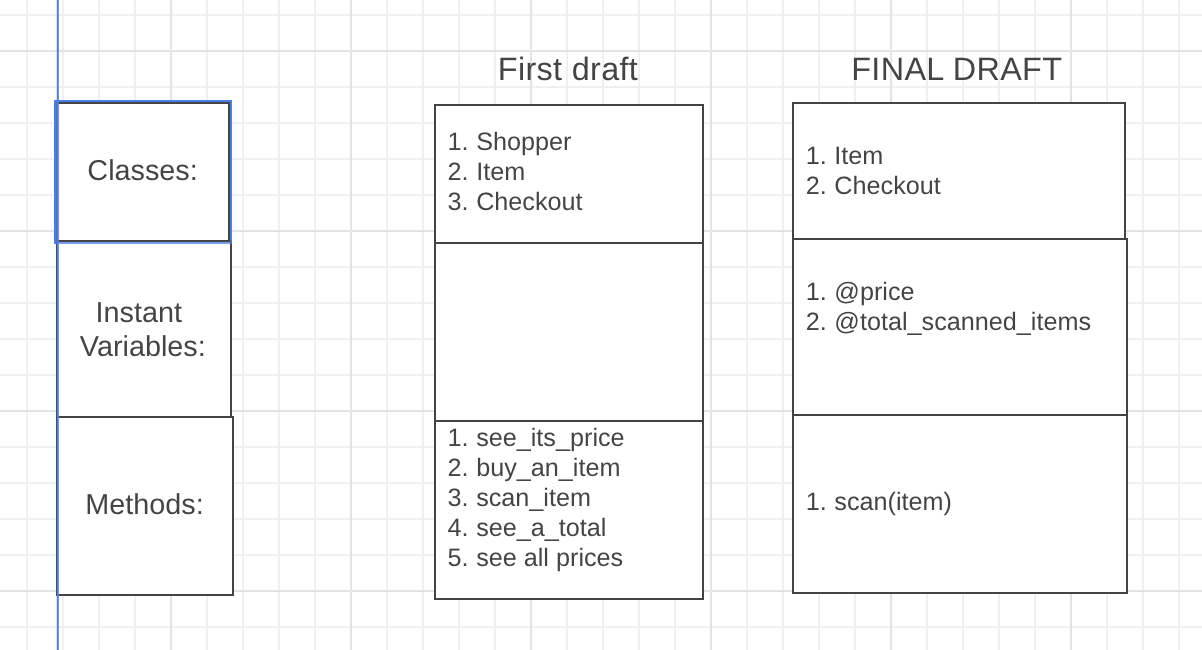 First draft
FINAL DRAFT
Classes:
1. Shopper
2. Item
3. Checkout
1. Item
2. Checkout
Instant
Variables:
1. @price
2. @total_scanned_items
Methods:
1. see_its_price
2. buy_an_item
3. scan_item
4. see_a_total
5. see all prices
1. scan(item)